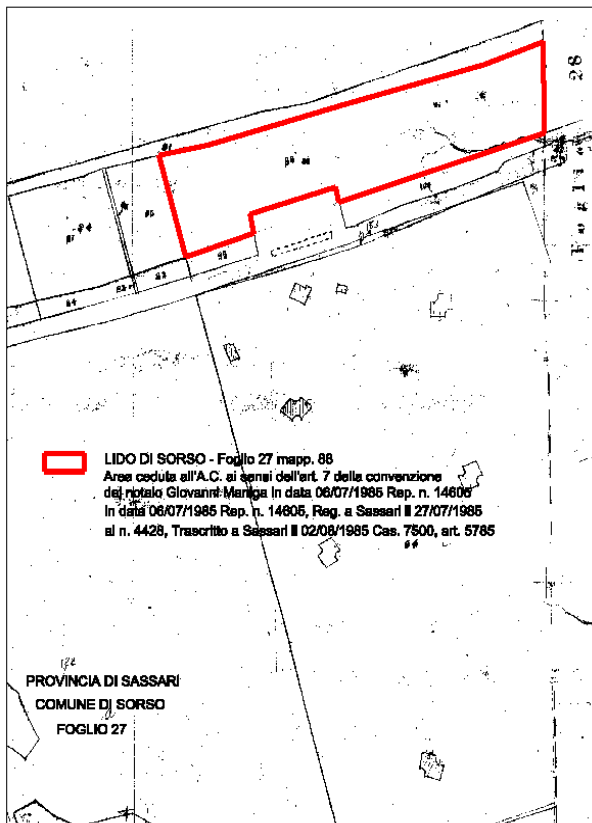 Foglio 28
LIDO DI SORSO - Foglio 27 mapp. 88
Area ceduta all'A.C. ai sensi dell'art. 7 della convenzione
del notaio Giovanni Maniga in data 06/07/1985 Rep. n. 14605
in data 06/07/1985 Rep. n. 14605, Reg. a Sassari il 27/07/1985
al n. 4428, Trascritto a Sassari il 02/08/1985 Cas. 7500, art. 5785
PROVINCIA DI SASSARI
COMUNE DI SORSO
FOGLIO 27